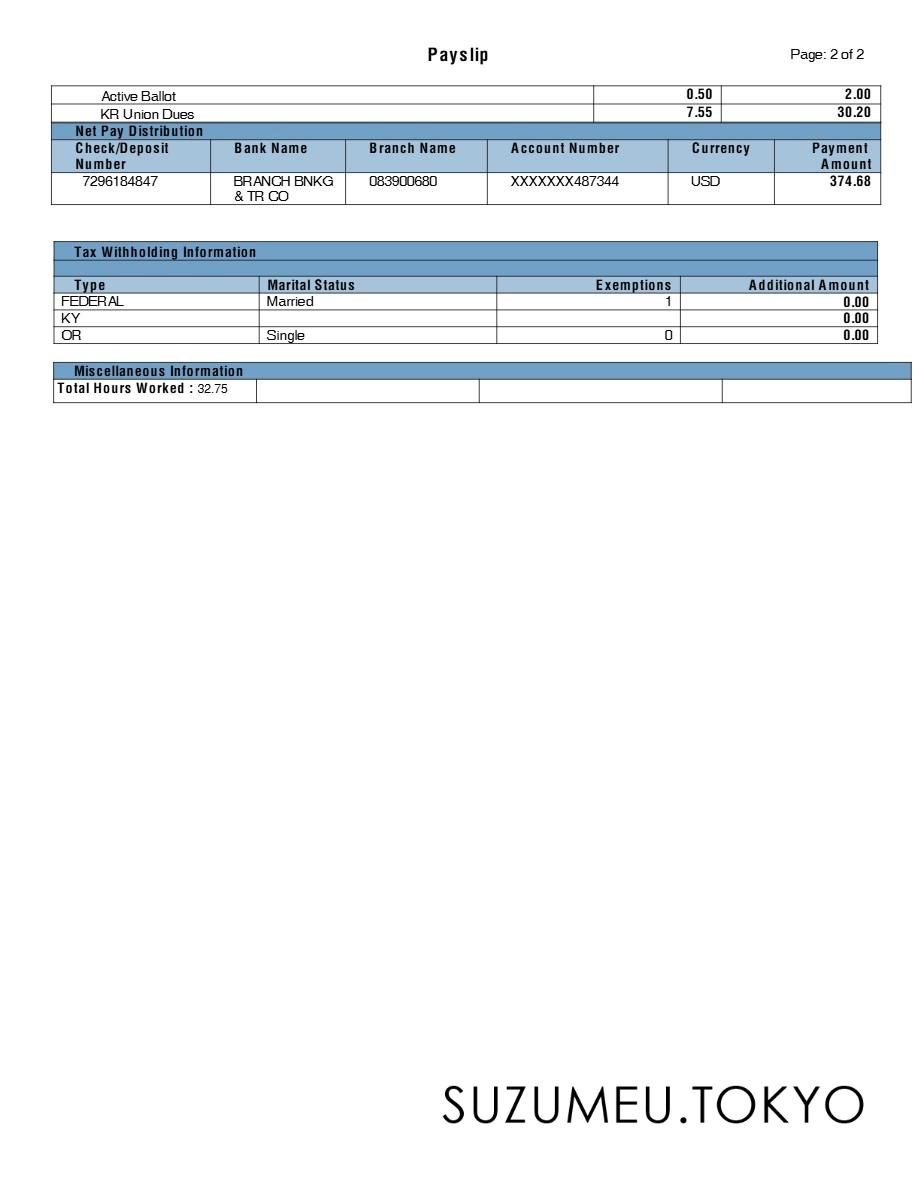 Payslip Page: 2 of 2
Active Ballot 0.50 2.00
KR Union Dues 7.55 30.20
Net Pay Distribution
Check/Deposit Number Bank Name Branch Name Account Number Currency Payment Amount
7296184847 BRANCH BNKG & TR CO 083900680 XXXXXXX487344 USD 374.68
Tax Withholding Information
Type Marital Status Exemptions Additional Amount
FEDERAL Married 1 0.00
KY 0.00
OR Single 0 0.00
Miscellaneous Information
Total Hours Worked : 32.75
SUZUMEU.TOKYO